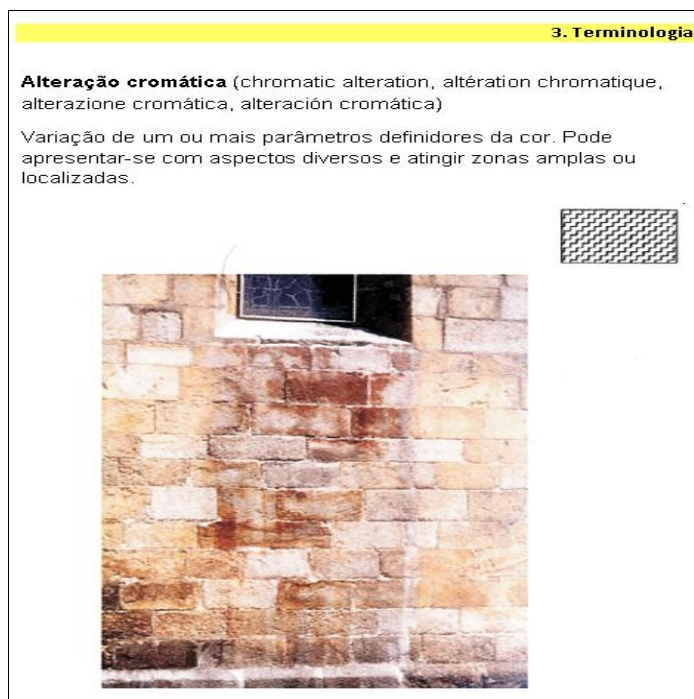 3. Terminologia
Alteração cromática (chromatic alteration, altération chromatique,
alterazione cromática, alteración cromática)
Variação de um ou mais parâmetros definidores da cor. Pode
apresentar-se com aspectos diversos e atingir zonas amplas ou
localizadas.